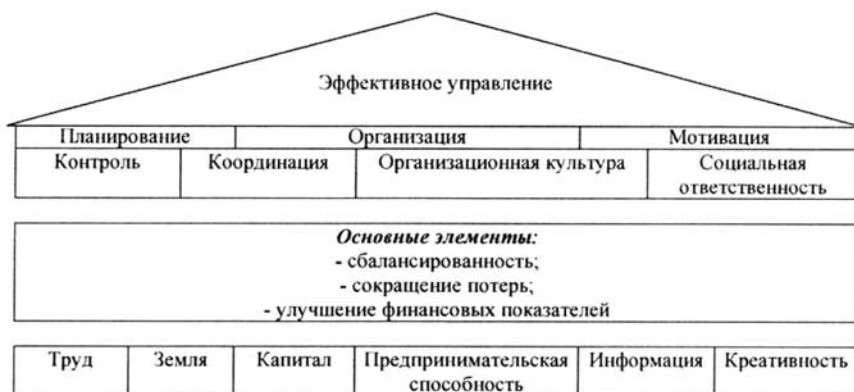 Эффективное управление
Планирование Организация Мотивация
Контроль Координация Организационная культура Социальная ответственность
Основные элементы:
- сбалансированность;
- сокращение потерь;
- улучшение финансовых показателей
Труд Земля Капитал Предпринимательская способность Информация Креативность